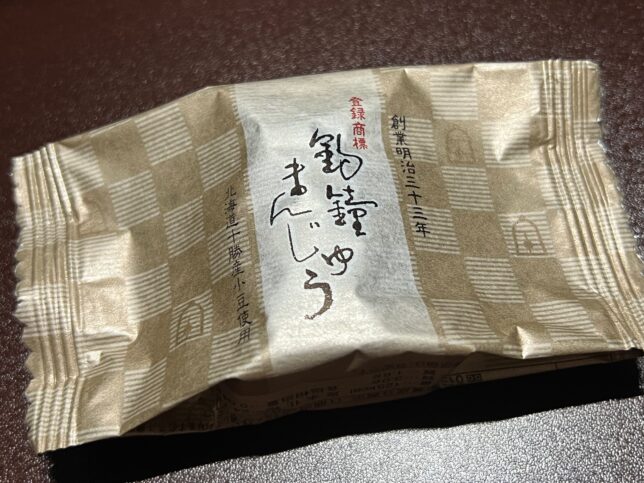 創業明治三十三年
登録商標
釣鐘
まんじゅう
北海道十勝産小豆使用